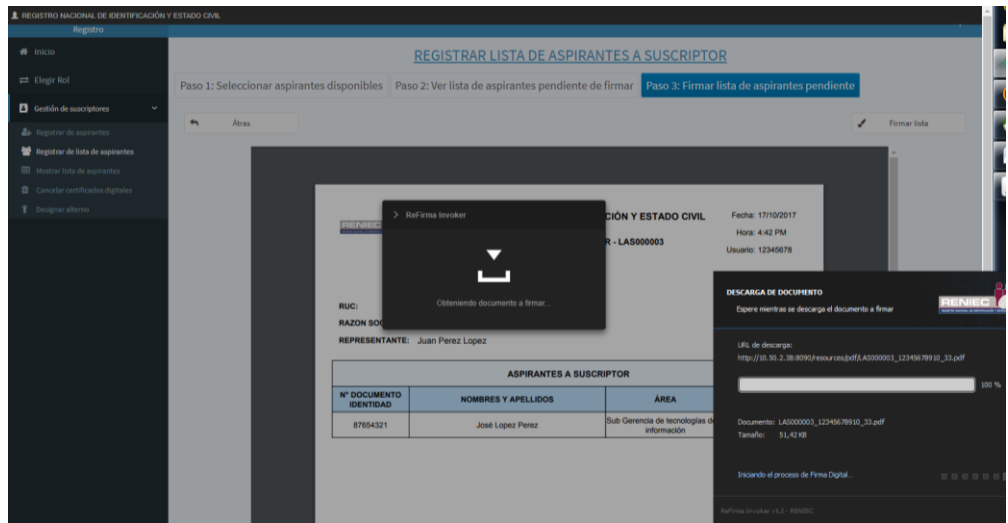 REGISTRO NACIONAL DE IDENTIFICACIÓN Y ESTADO CIVIL
Registro
Inicio
Elegir Rol
Gestión de suscriptores
Registrar de aspirantes
Registrar de lista de aspirantes
Mostrar lista de aspirantes
Cancelar certificados digitales
Designar alterno
REGISTRAR LISTA DE ASPIRANTES A SUSCRIPTOR
Paso 1: Seleccionar aspirantes disponibles Paso 2: Ver lista de aspirantes pendiente de firmar Paso 3: Firmar lista de aspirantes pendiente
Átras Firmar lista
RENIEC
CIÓN Y ESTADO CIVIL
R - LAS000003
Fecha: 17/10/2017
Hora: 4:42 PM
Usuario: 12345678
ReFirma Invoker
Obteniendo documento a firmar...
RUC:
RAZON SOC
REPRESENTANTE: Juan Perez Lopez
ASPIRANTES A SUSCRIPTOR
N° DOCUMENTO IDENTIDAD NOMBRES Y APELLIDOS ÁREA
87654321 José Lopez Perez Sub Gerencia de tecnologías d
información
DESCARGA DE DOCUMENTO
Espere mientras se descarga el documento a firmar
RENIEC
URL de descarga:
http://10.50.2.38:8090/resources/pdf/LAS000003_12345678910_33.pdf
100 %
Documento: LAS000003_12345678910_33.pdf
Tamaño: 51,42 KB
Iniciando el proceso de Firma Digital...
ReFirma Invoker v1.2 - RENIEC